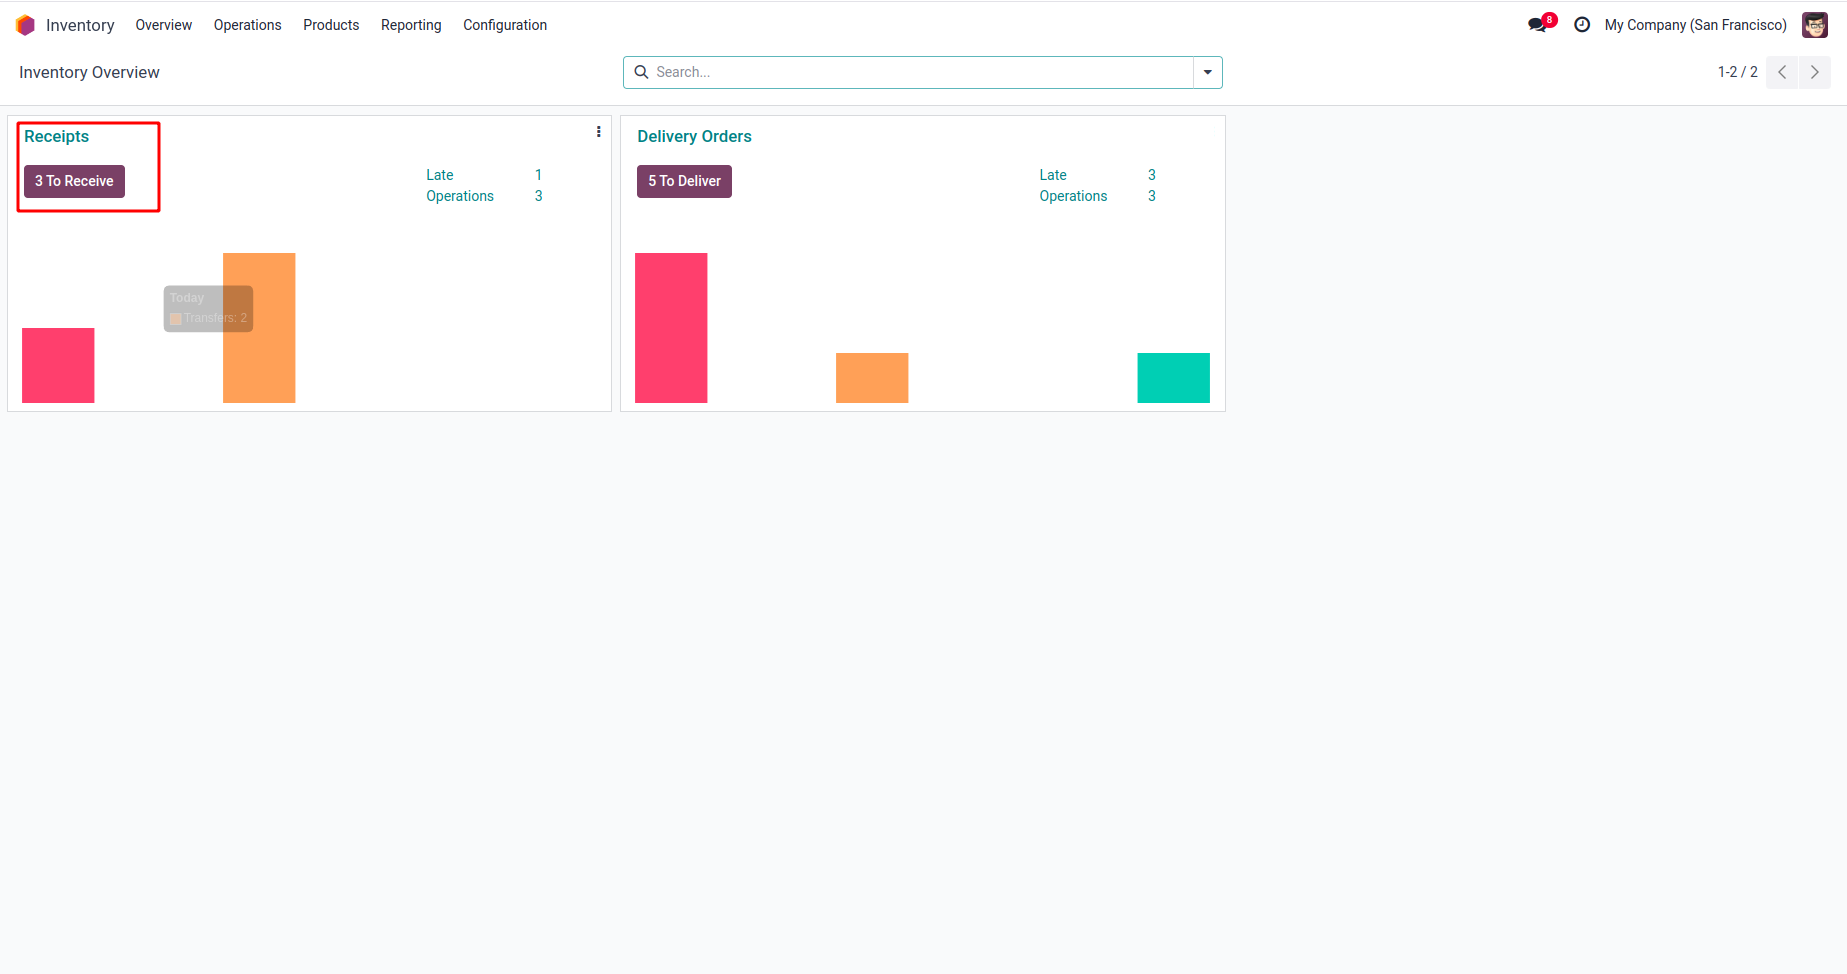 Inventory Overview Operations Products Reporting Configuration 8 My Company (San Francisco)
Inventory Overview Search... 1-2 / 2
Receipts
3 To Receive
Late 1
Operations 3
Today
Transfers: 2
Delivery Orders
5 To Deliver
Late 3
Operations 3